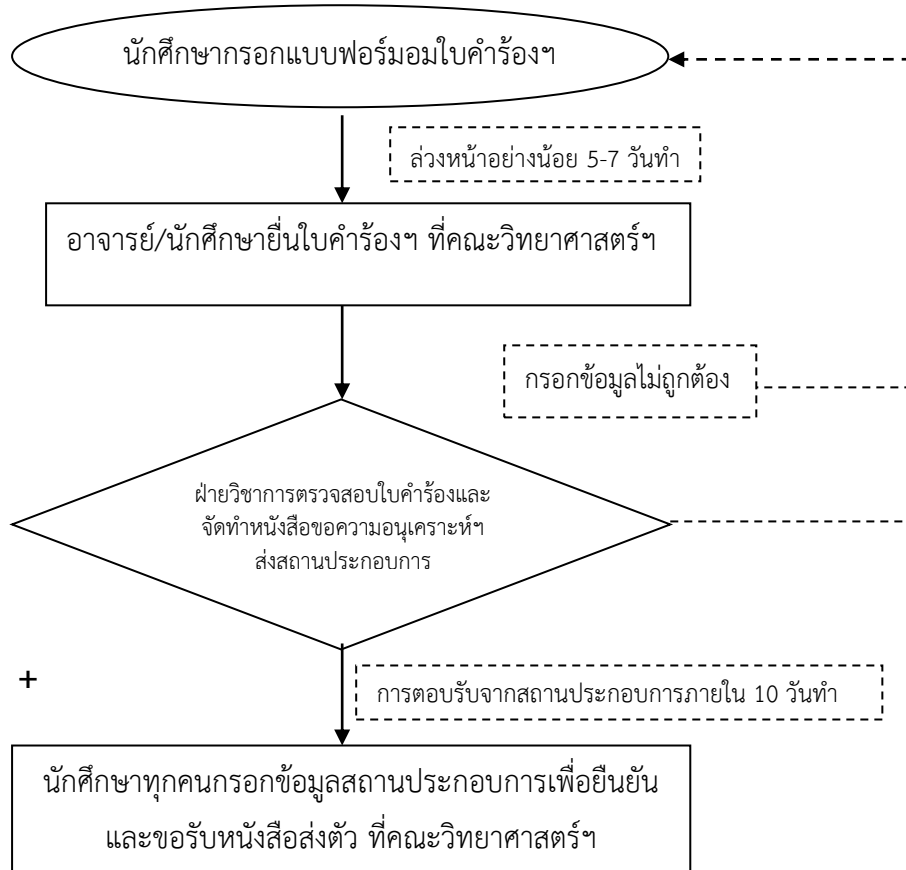 นักศึกษากรอกแบบฟอร์มอมใบคำร้องฯ
ล่วงหน้าอย่างน้อย 5-7 วันทำ
อาจารย์/นักศึกษายื่นใบคำร้องฯ ที่คณะวิทยาศาสตร์ฯ
กรอกข้อมูลไม่ถูกต้อง
ฝ่ายวิชาการตรวจสอบใบคำร้องและ
จัดทำหนังสือขอความอนุเคราะห์ฯ
ส่งสถานประกอบการ
+
การตอบรับจากสถานประกอบการภายใน 10 วันทำ
นักศึกษาทุกคนกรอกข้อมูลสถานประกอบการเพื่อยืนยัน
และขอรับหนังสือส่งตัว ที่คณะวิทยาศาสตร์ฯ